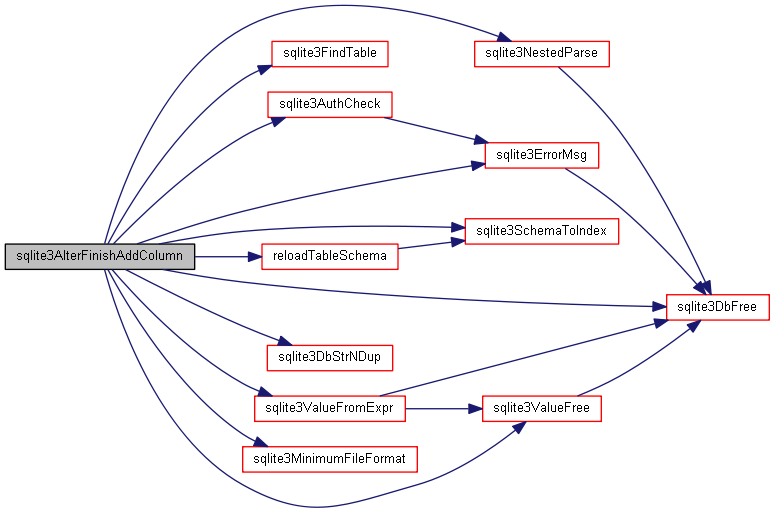 sqlite3NestedParse
sqlite3FindTable
sqlite3AuthCheck
sqlite3ErrorMsg
sqlite3SchemaToIndex
sqlite3AlterFinishAddColumn
reloadTableSchema
sqlite3DbFree
sqlite3DbStrNDup
sqlite3ValueFromExpr
sqlite3ValueFree
sqlite3MinimumFileFormat